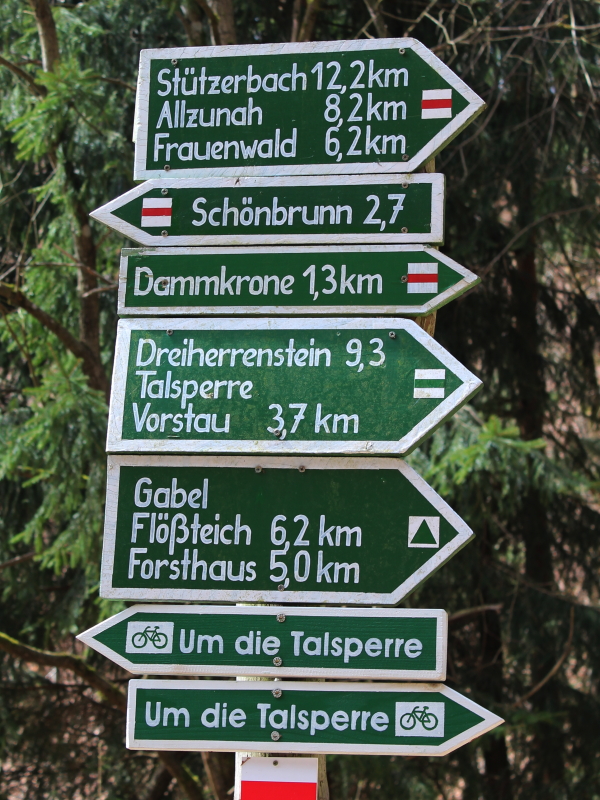 Stützerbach 12,2km
Allzunah 8,2km
Frauenwald 6,2km
Schönbrunn 2,7
Dammkrone 1,3km
Dreiherrenstein 9,3
Talsperre
Vorstau 3,7 km
Gabel
Flößteich 6,2 km
Forsthaus 5,0 km
Um die Talsperre
Um die Talsperre